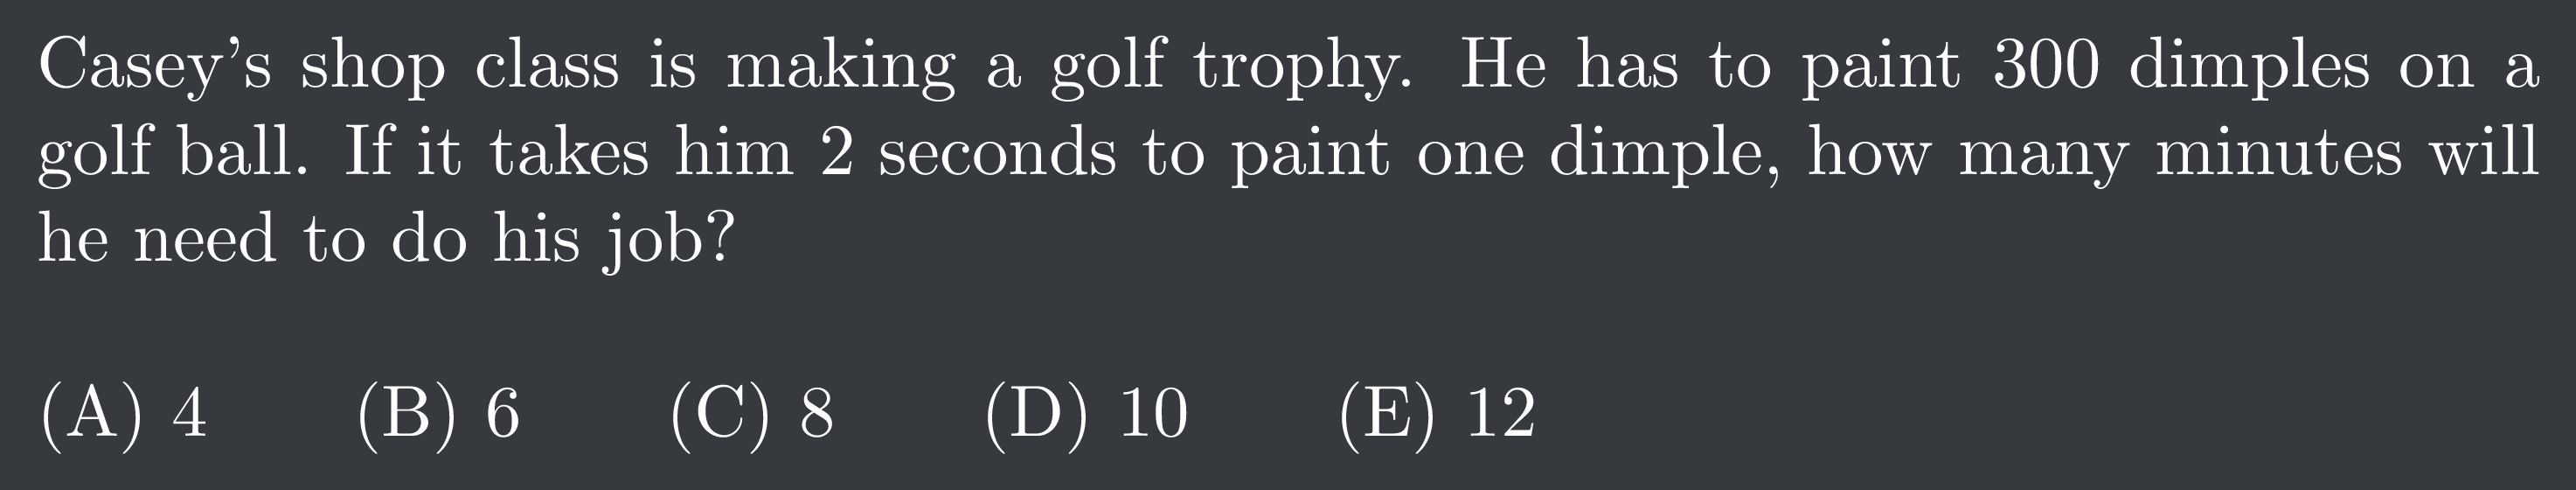 Casey's shop class is making a golf trophy. He has to paint 300 dimples on a
golf ball. If it takes him 2 seconds to paint one dimple, how many minutes will
he need to do his job?
(A) 4 (B) 6 (C) 8 (D) 10 (E) 12